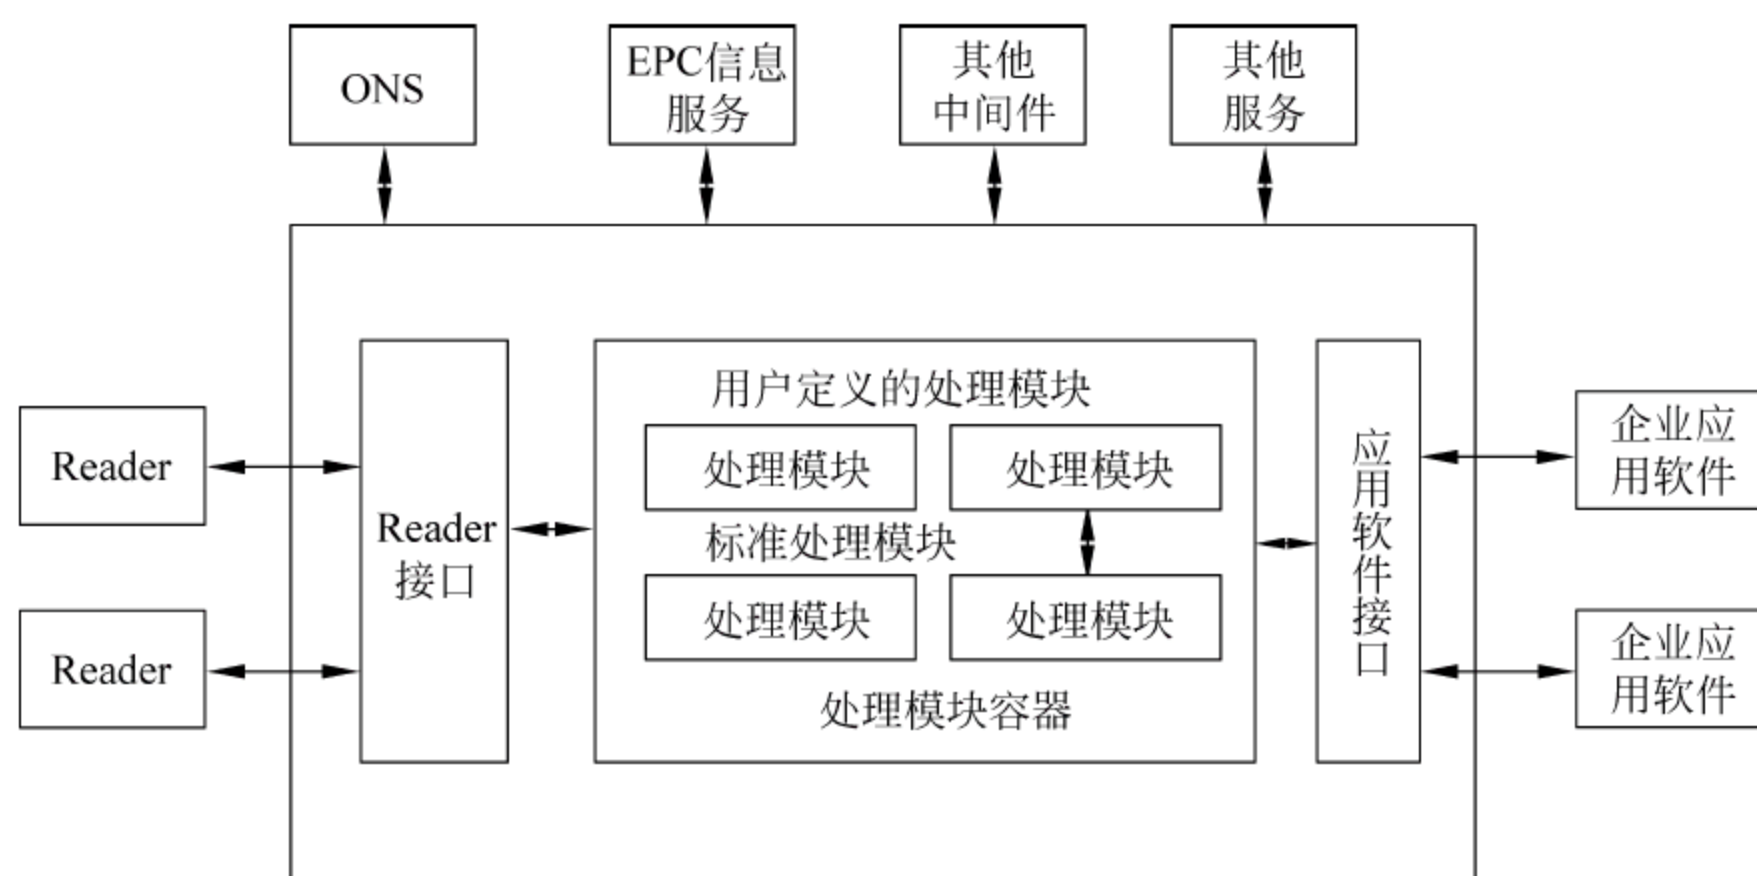 ONS
EPC信息
服务
其他
中间件
其他
服务
Reader
Reader
Reader
接口
用户定义的处理模块
处理模块
处理模块
标准处理模块
处理模块
处理模块
处理模块容器
应用软件接口
企业应
用软件
企业应
用软件